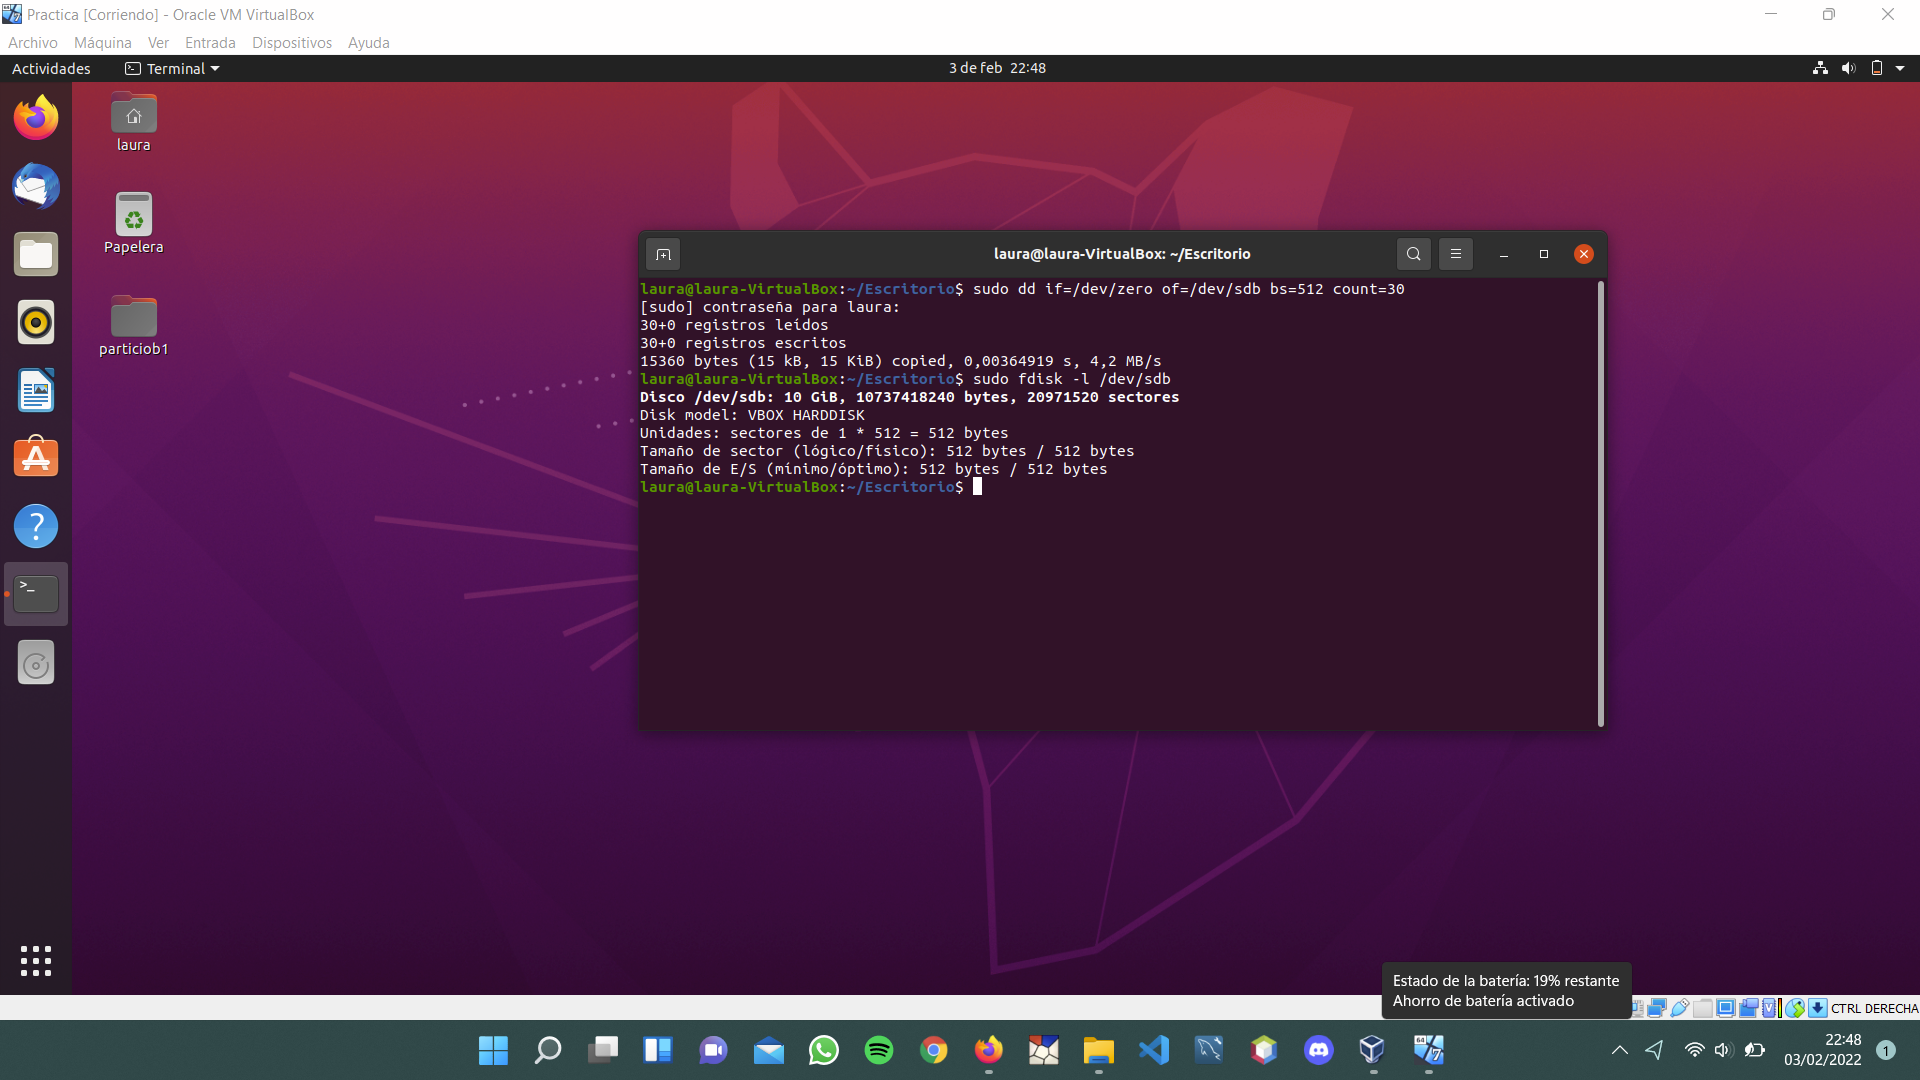 Practica [Corriendo] - Oracle VM VirtualBox
Archivo Máquina Ver Entrada Dispositivos Ayuda
Actividades Terminal 3 de feb 22:48
laura
Papelera
particiob1
laura@laura-VirtualBox: ~/Escritorio
laura@laura-VirtualBox:~/Escritorio$ sudo dd if=/dev/zero of=/dev/sdb bs=512 count=30
[sudo] contraseña para laura:
30+0 registros leídos
30+0 registros escritos
15360 bytes (15 kB, 15 KiB) copied, 0,00364919 s, 4,2 MB/s
laura@laura-VirtualBox:~/Escritorio$ sudo fdisk -l /dev/sdb
Disco /dev/sdb: 10 GiB, 10737418240 bytes, 20971520 sectores
Disk model: VBOX HARDDISK
Unidades: sectores de 1 * 512 = 512 bytes
Tamaño de sector (lógico/físico): 512 bytes / 512 bytes
Tamaño de E/S (mínimo/óptimo): 512 bytes / 512 bytes
laura@laura-VirtualBox:~/Escritorio$
Estado de la batería: 19% restante
Ahorro de batería activado
CTRL DERECHA
22:48
03/02/2022
1